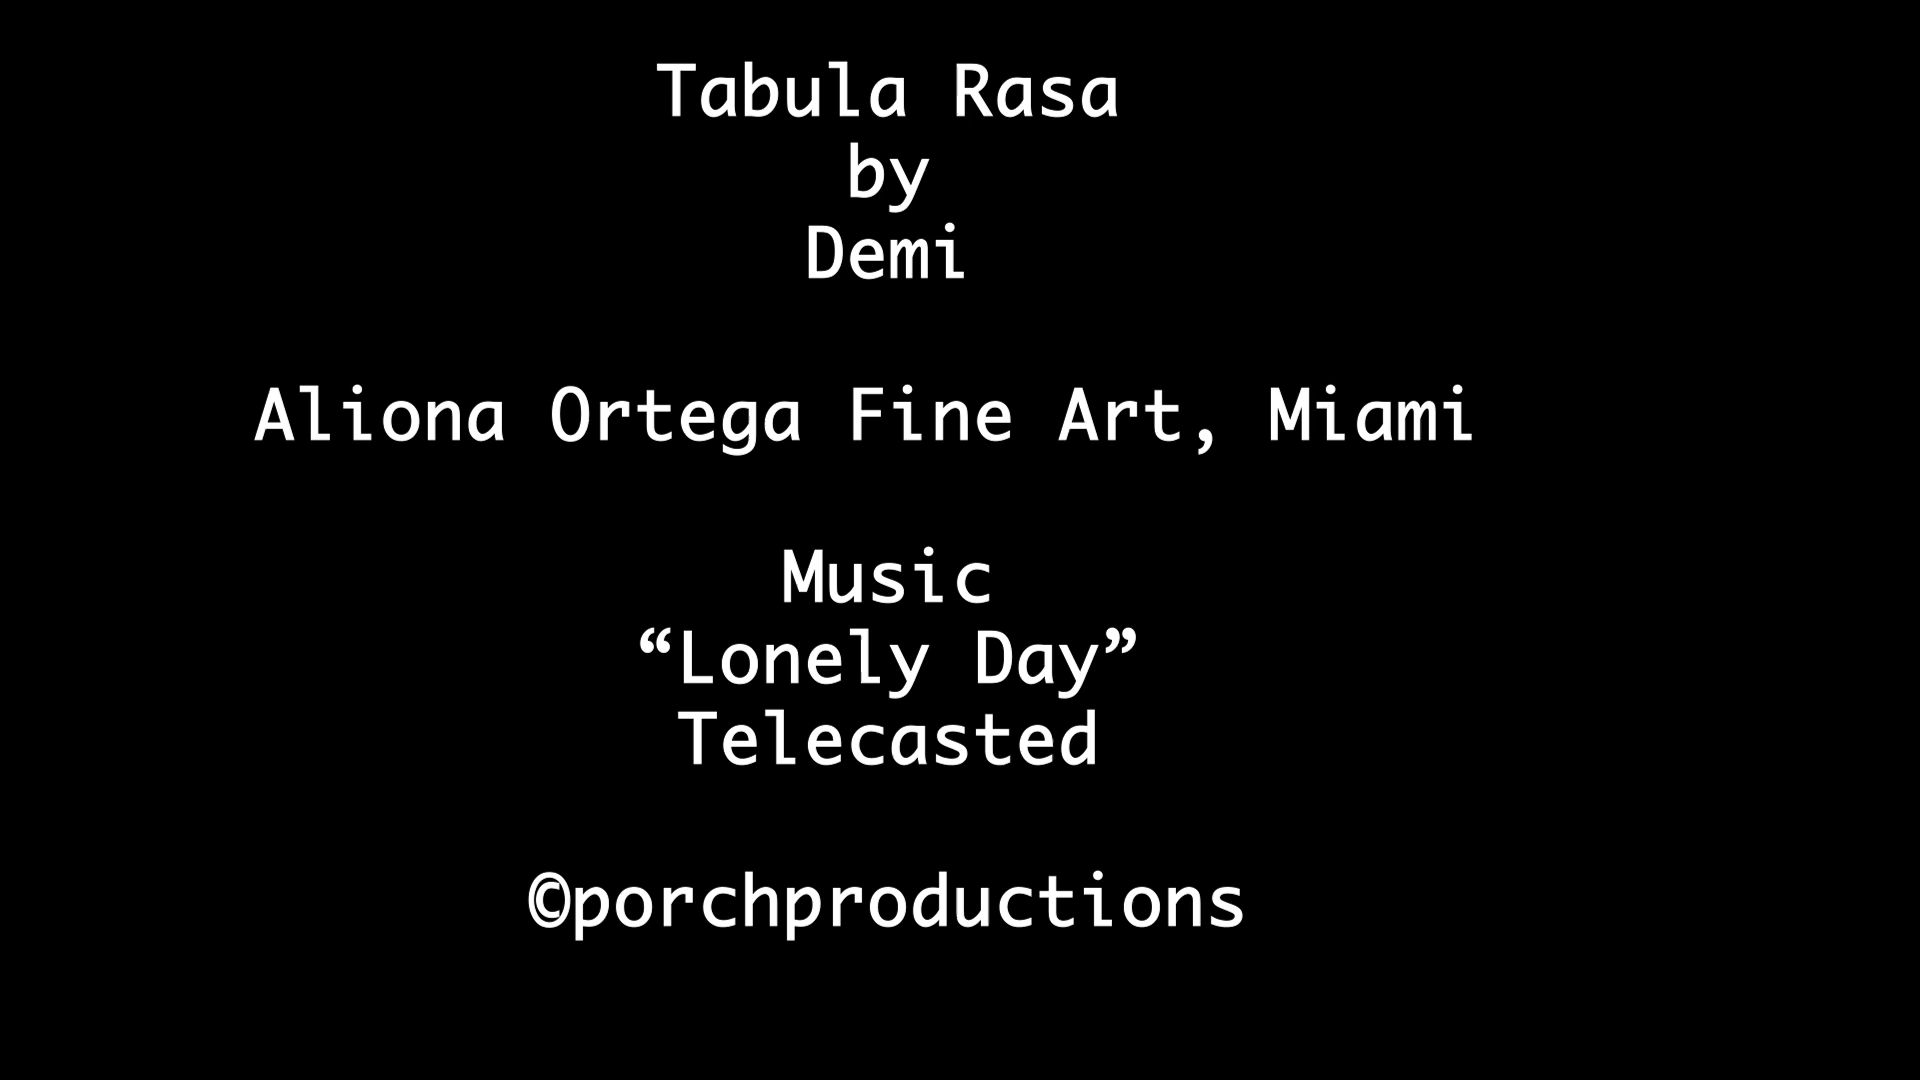 Tabula Rasa
by
Demi
Aliona Ortega Fine Art, Miami
Music
“Lonely Day”
Telecasted
©porchproductions